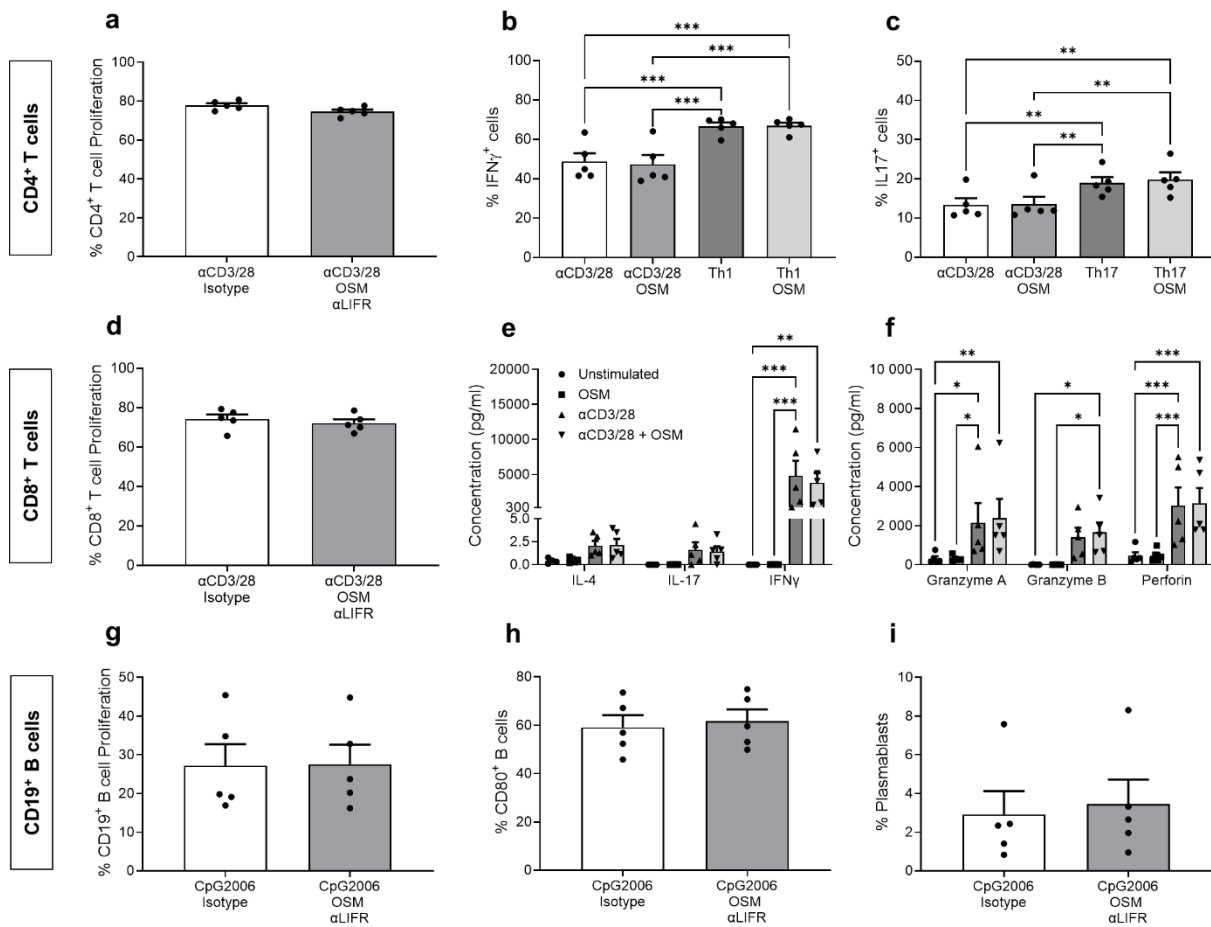 CD4⁺ T cells
a
% CD4⁺ T cell Proliferation
100
80
60
40
20
0
αCD3/28
Isotype
αCD3/28
OSM
αLIFR
b
% IFNγ⁺ cells
100
80
60
40
20
0
***
***
***
***
αCD3/28
αCD3/28
OSM
Th1
Th1
OSM
c
% IL17⁺ cells
50
40
30
20
10
0
**
**
**
**
αCD3/28
αCD3/28
OSM
Th17
Th17
OSM
CD8⁺ T cells
d
% CD8⁺ T cell Proliferation
100
80
60
40
20
0
αCD3/28
Isotype
αCD3/28
OSM
αLIFR
e
Concentration (pg/ml)
20000
15000
10000
5000
300
5.0
2.5
0.0
Unstimulated
OSM
αCD3/28
αCD3/28 + OSM
**
***
***
IL-4
IL-17
IFNγ
f
Concentration (pg/ml)
10 000
8 000
6 000
4 000
2 000
0
**
*
*
*
*
***
***
***
Granzyme A
Granzyme B
Perforin
CD19⁺ B cells
g
% CD19⁺ B cell Proliferation
50
40
30
20
10
0
CpG2006
Isotype
CpG2006
OSM
αLIFR
h
% CD80⁺ B cells
80
60
40
20
0
CpG2006
Isotype
CpG2006
OSM
αLIFR
i
% Plasmablasts
10
8
6
4
2
0
CpG2006
Isotype
CpG2006
OSM
αLIFR